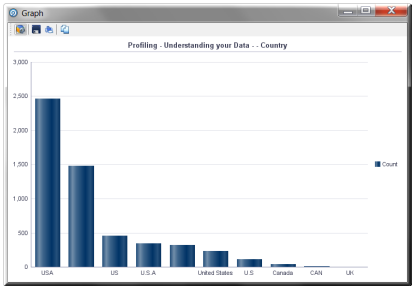 Graph
Profiling - Understanding your Data - - Country
3,000
2,500
2,000
1,500
1,000
500
0
Count
USA US U.S.A United States U.S Canada CAN UK